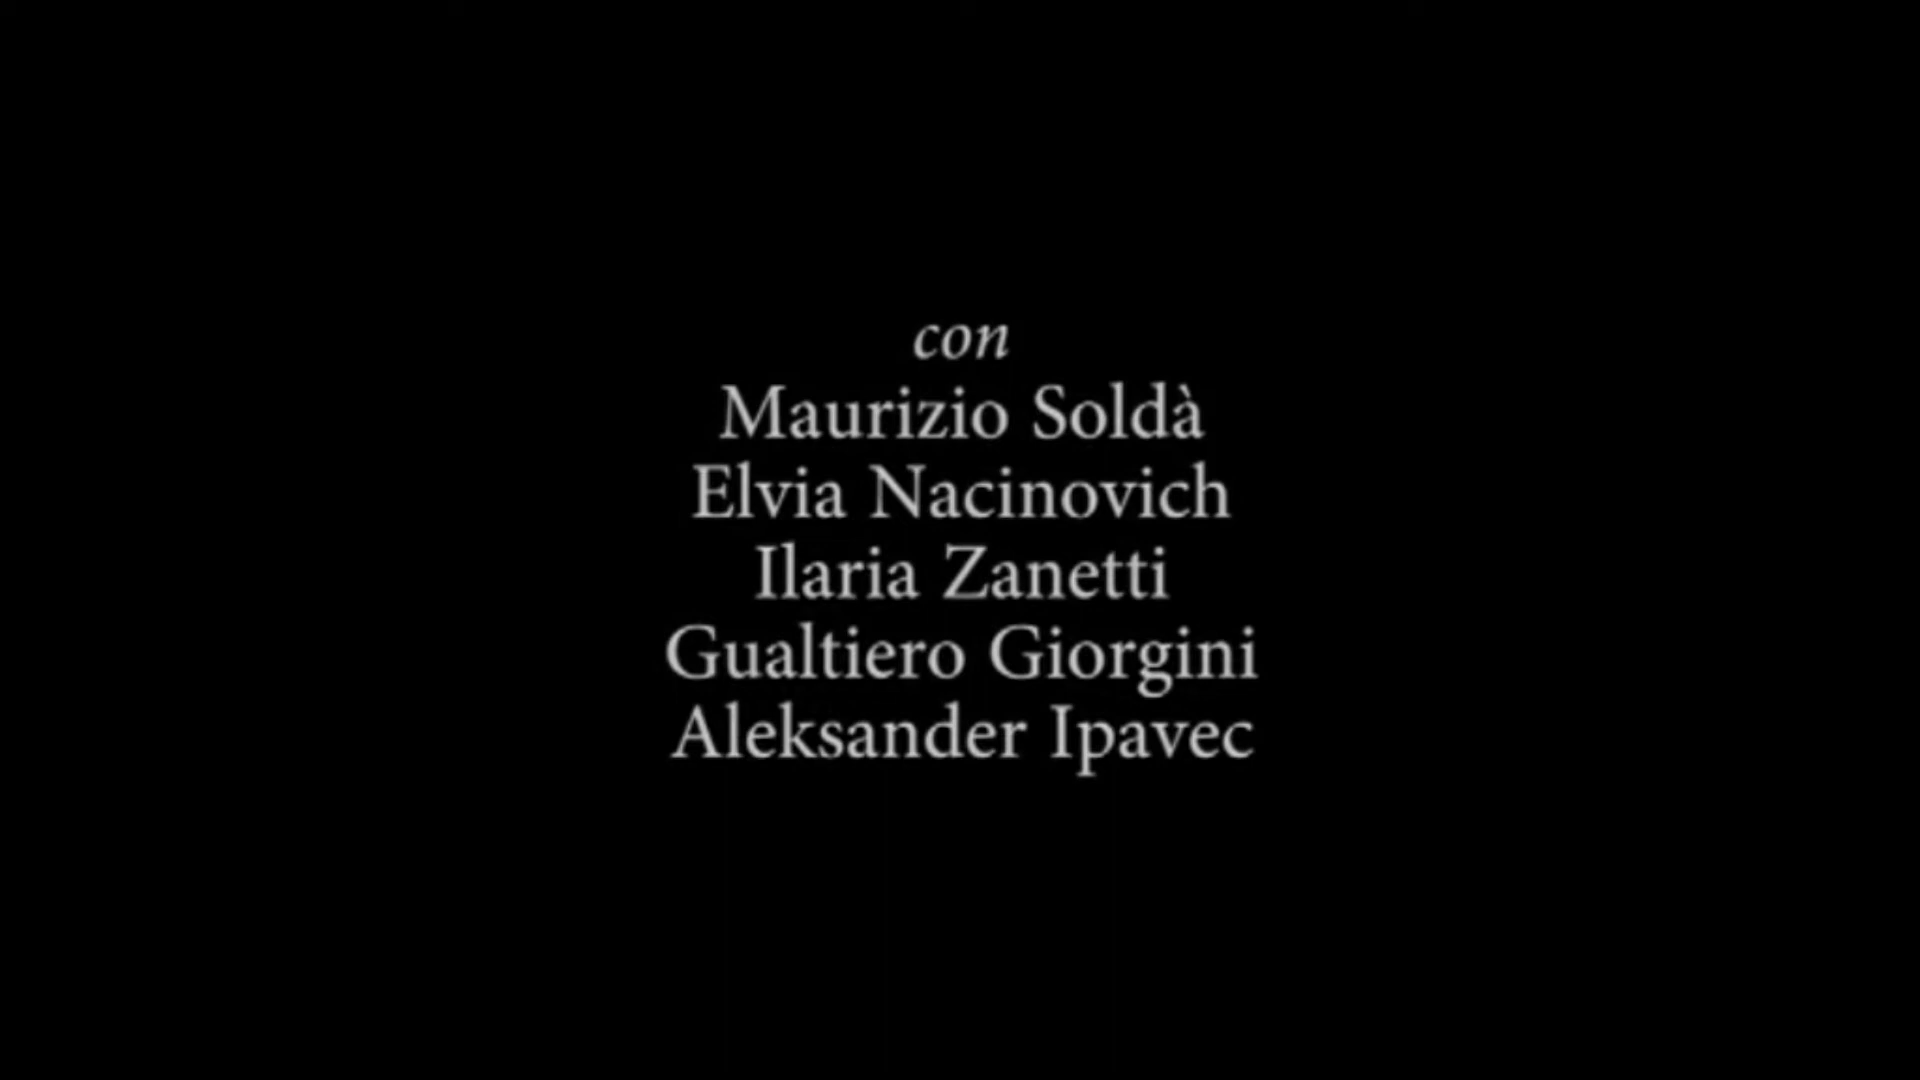 con
Maurizio Soldà
Elvia Nacinovich
Ilaria Zanetti
Gualtiero Giorgini
Aleksander Ipavec